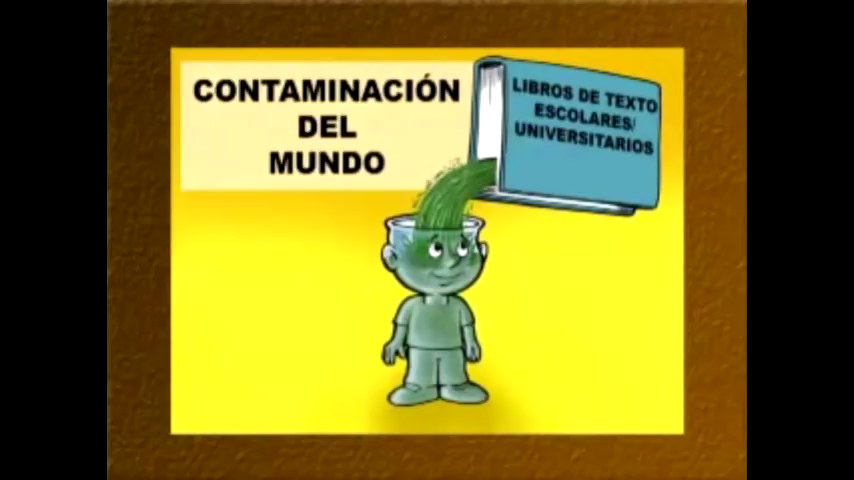 CONTAMINACIÓN
DEL
MUNDO
LIBROS DE TEXTO
ESCOLARES/
UNIVERSITARIOS